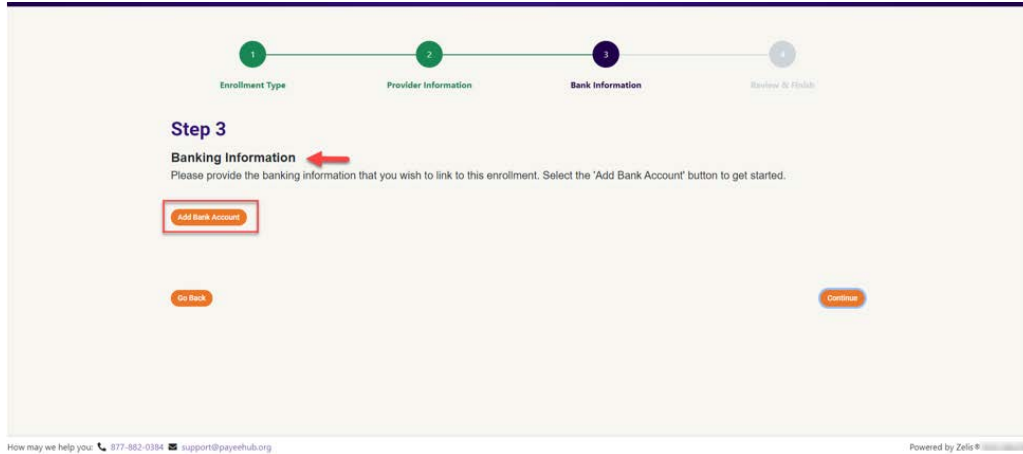 1 2 3 4
Enrollment Type Provider Information Bank Information Review & Finish
Step 3
Banking Information
Please provide the banking information that you wish to link to this enrollment. Select the 'Add Bank Account' button to get started.
Add Bank Account
Go Back Continue
How may we help you: 877-882-0384 support@payeehub.org Powered by Zelis®